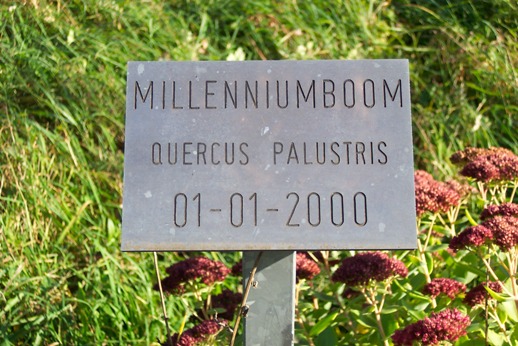 MILLENNIUMBOOM
QUERCUS PALUSTRIS
01-01-2000